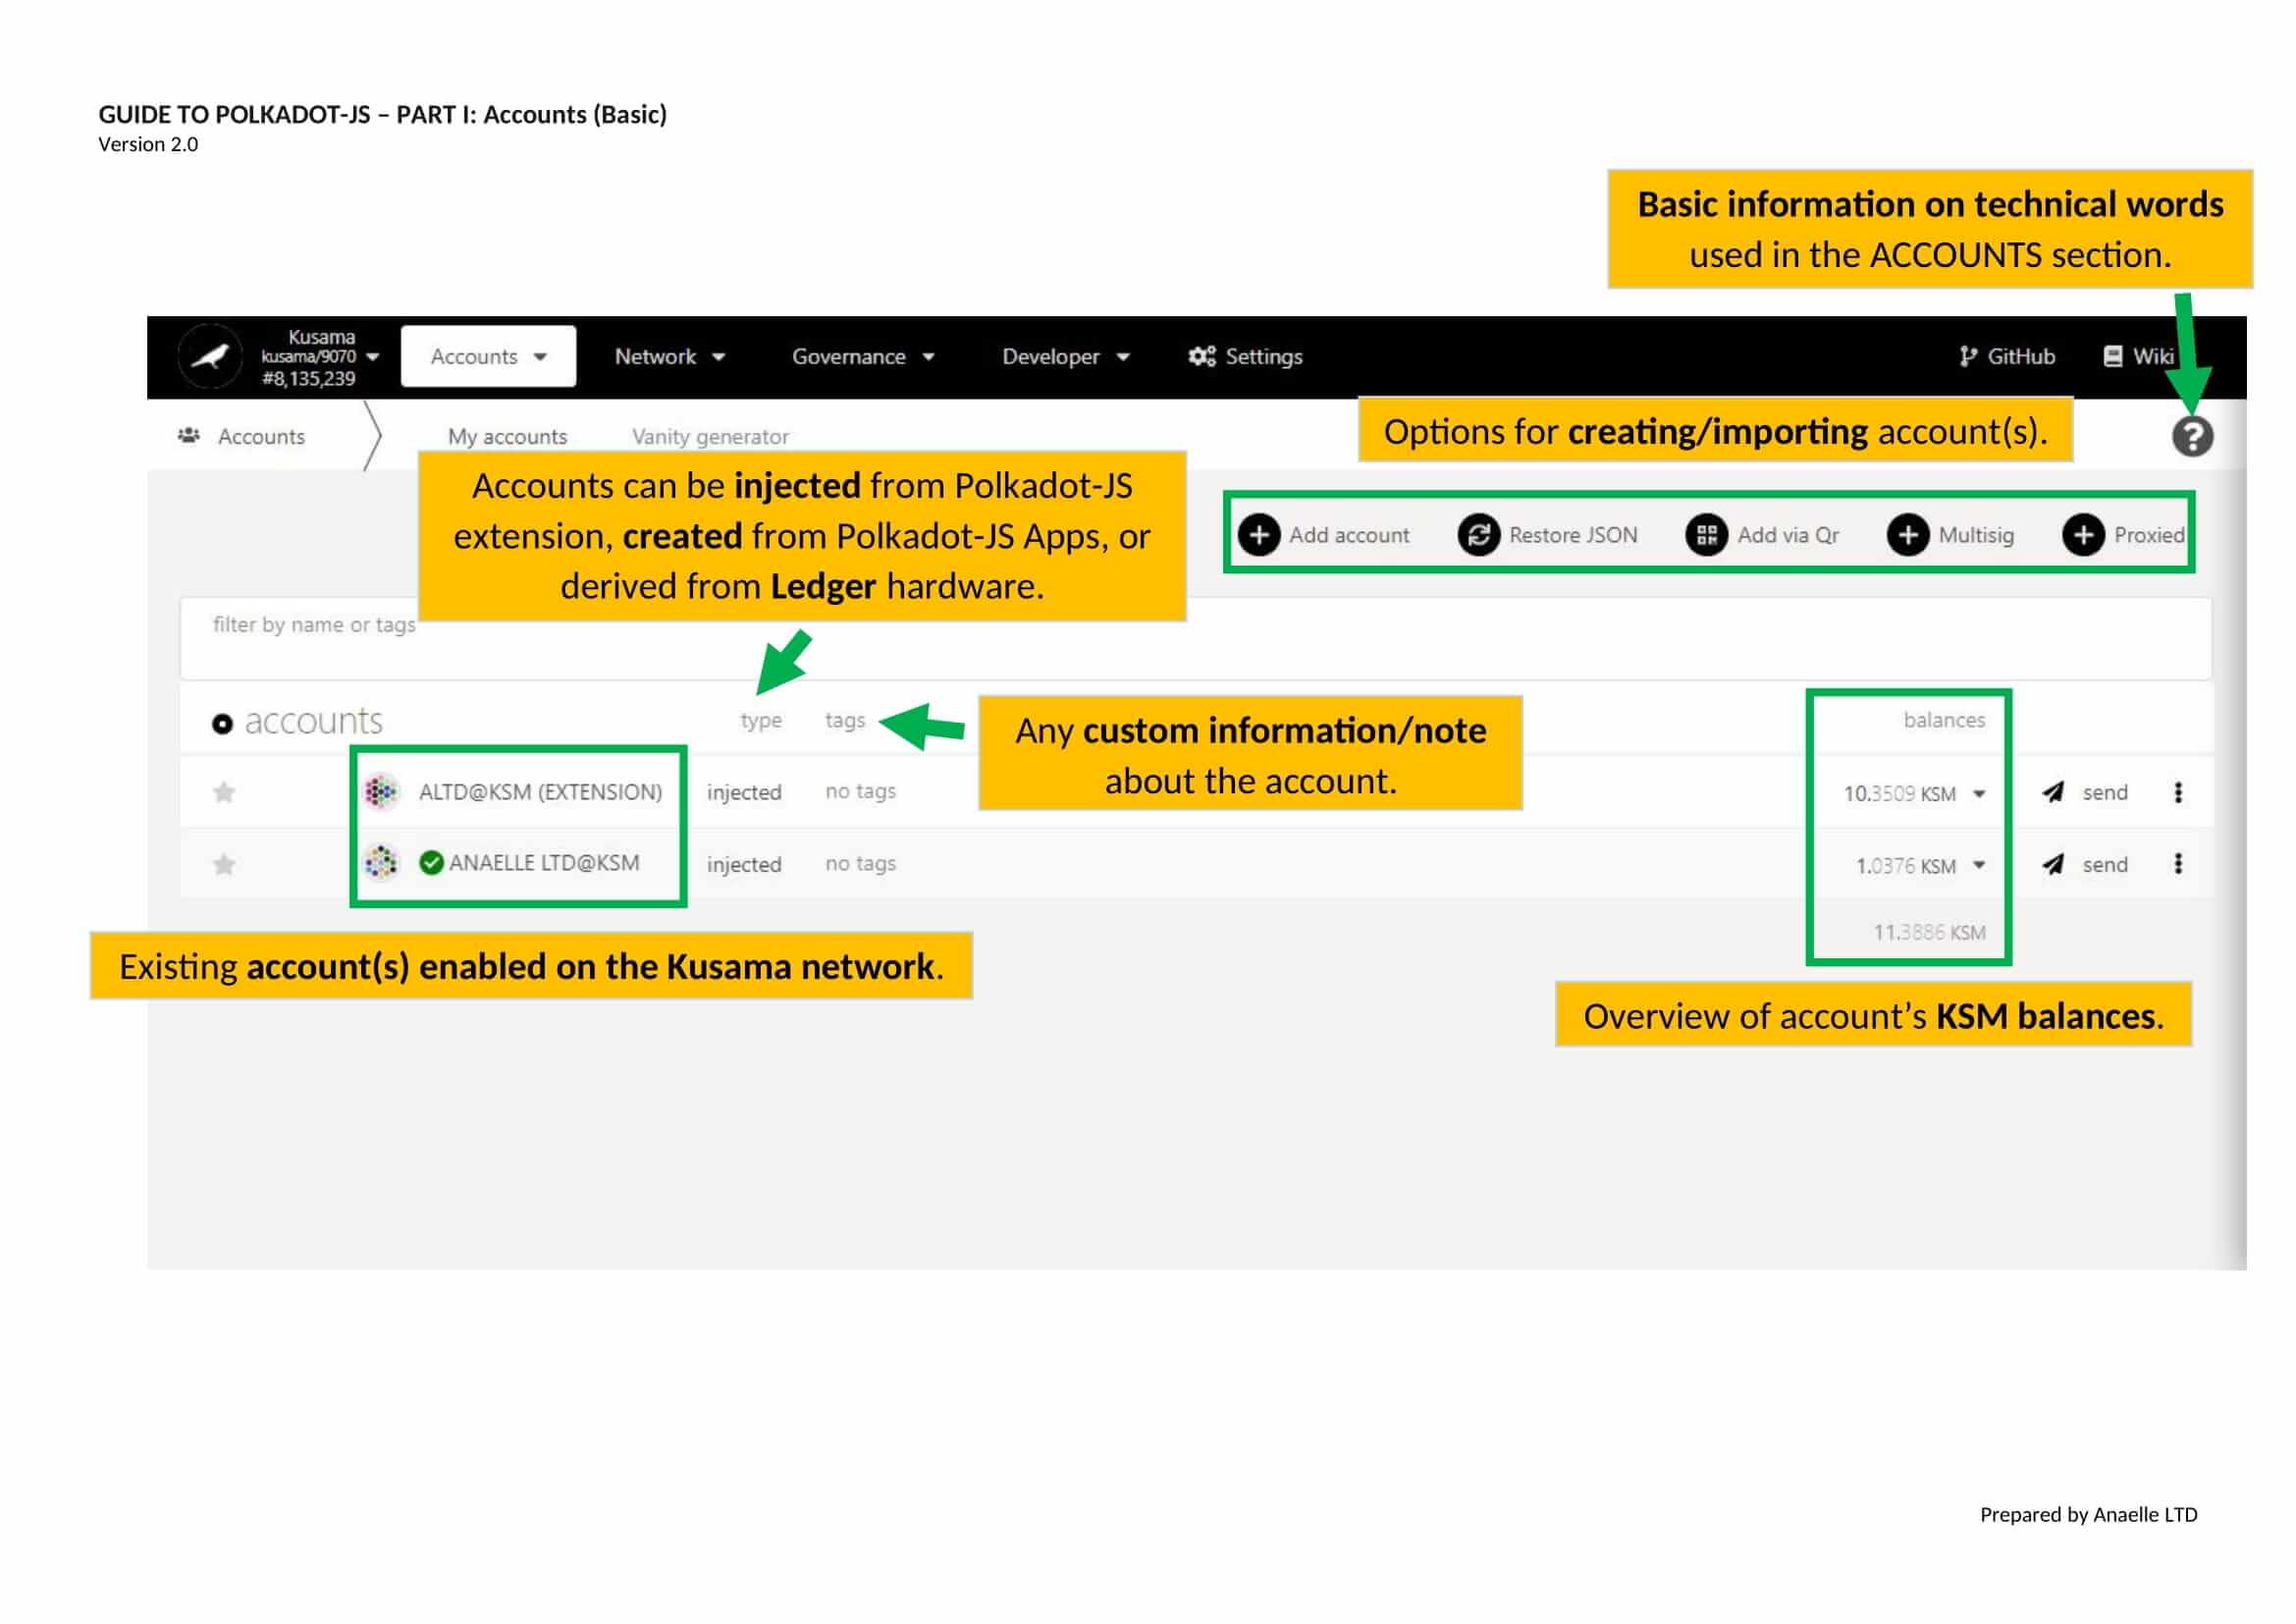 GUIDE TO POLKADOT-JS – PART I: Accounts (Basic)
Version 2.0
Basic information on technical words
used in the ACCOUNTS section.
Kusama
kusama/9070
#8,135,239
Accounts
Network
Governance
Developer
Settings
GitHub
Wiki
Accounts
My accounts
Vanity generator
Options for creating/importing account(s).
Accounts can be injected from Polkadot-JS
extension, created from Polkadot-JS Apps, or
derived from Ledger hardware.
Add account
Restore JSON
Add via Qr
Multisig
Proxied
filter by name or tags
accounts
type
tags
balances
Any custom information/note
about the account.
ALTD@KSM (EXTENSION)
injected
no tags
10.3509 KSM
send
ANAELLE LTD@KSM
injected
no tags
1.0376 KSM
send
11.3886 KSM
Existing account(s) enabled on the Kusama network.
Overview of account’s KSM balances.
Prepared by Anaelle LTD